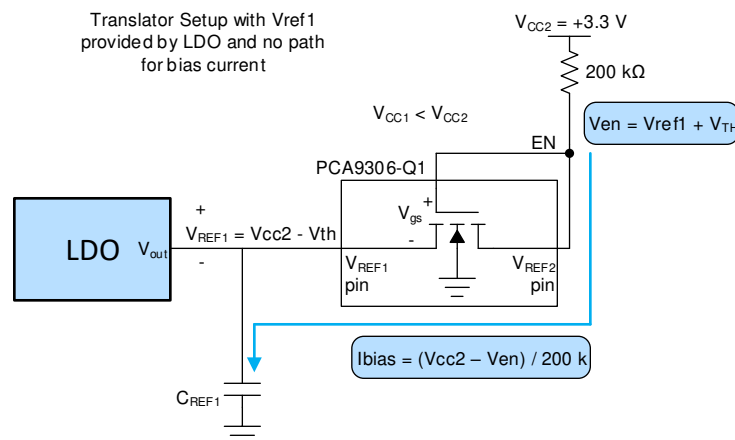 Translator Setup with Vref1
provided by LDO and no path
for bias current
VCC2 = +3.3 V
200 kΩ
VCC1 < VCC2
Ven = Vref1 + VTH
EN
PCA9306-Q1
Vgs
+
-
LDO
Vout
+
VREF1 = Vcc2 - Vth
-
VREF1
pin
VREF2
pin
Ibias = (Vcc2 – Ven) / 200 k
CREF1